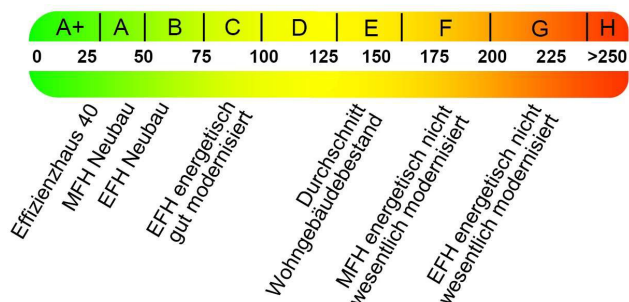 A+ A B C D E F G H
0 25 50 75 100 125 150 175 200 225 >250
Effizienzhaus 40
MFH Neubau
EFH Neubau
EFH energetisch
gut modernisiert
Durchschnitt
Wohngebäudebestand
MFH energetisch nicht
wesentlich modernisiert
EFH energetisch nicht
wesentlich modernisiert